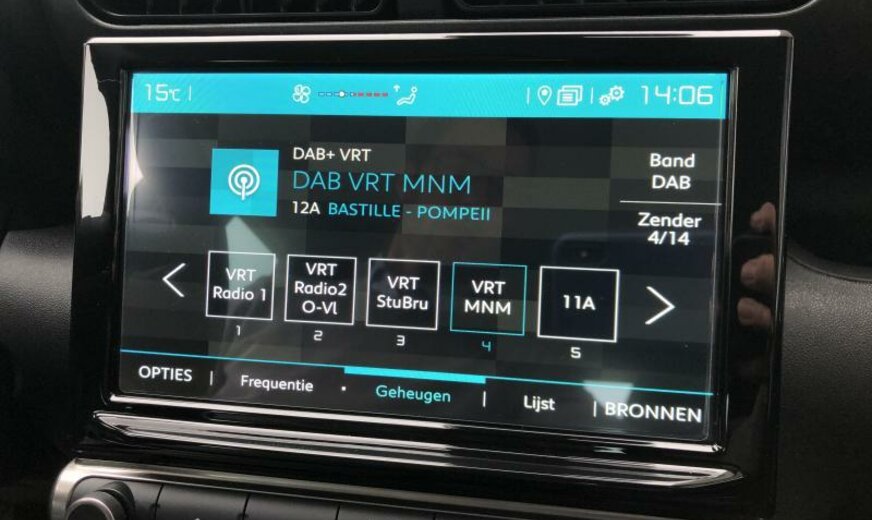 15°C
14:06
DAB+ VRT
DAB VRT MNM
12A BASTILLE - POMPEII
Band
DAB
Zender
4/14
VRT
Radio 1
1
VRT
Radio2
O-Vl
2
VRT
StuBru
3
VRT
MNM
4
11A
5
OPTIES
Frequentie
Geheugen
Lijst
BRONNEN